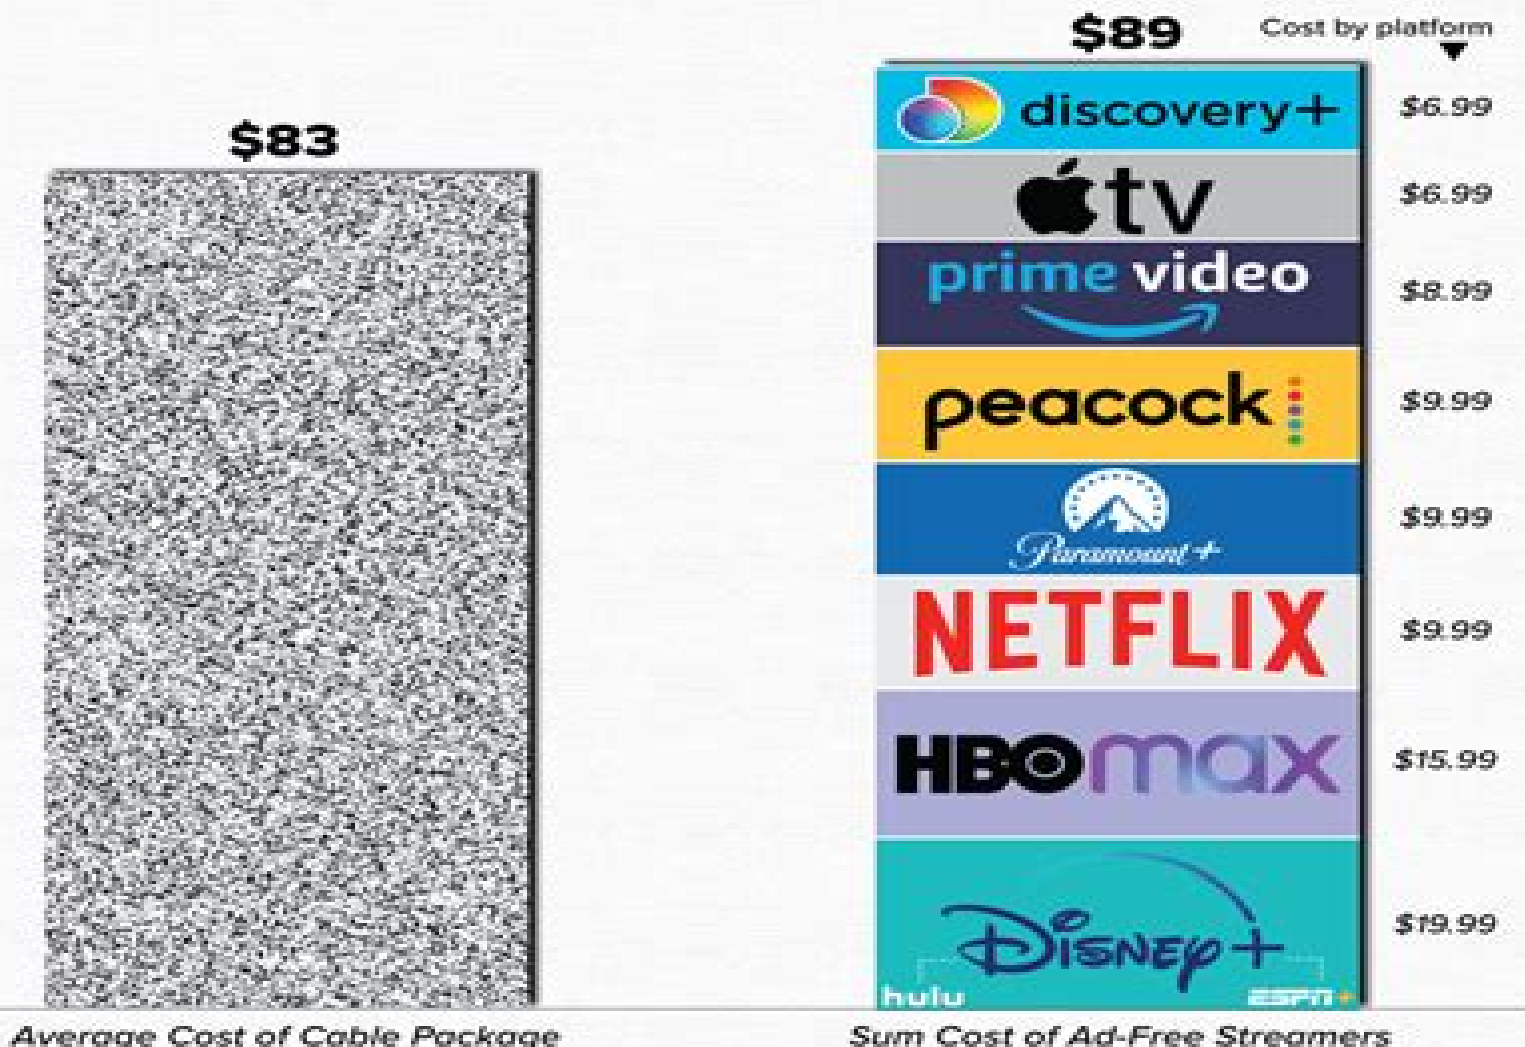 $83
Average Cost of Cable Package
$89
Cost by platform
discovery+
$6.99
tv
$6.99
prime video
$8.99
peacock
$9.99
Paramount+
$9.99
NETFLIX
$9.99
HBOmax
$15.99
Disney+
$19.99
hulu
ESPN+
Sum Cost of Ad-Free Streamers